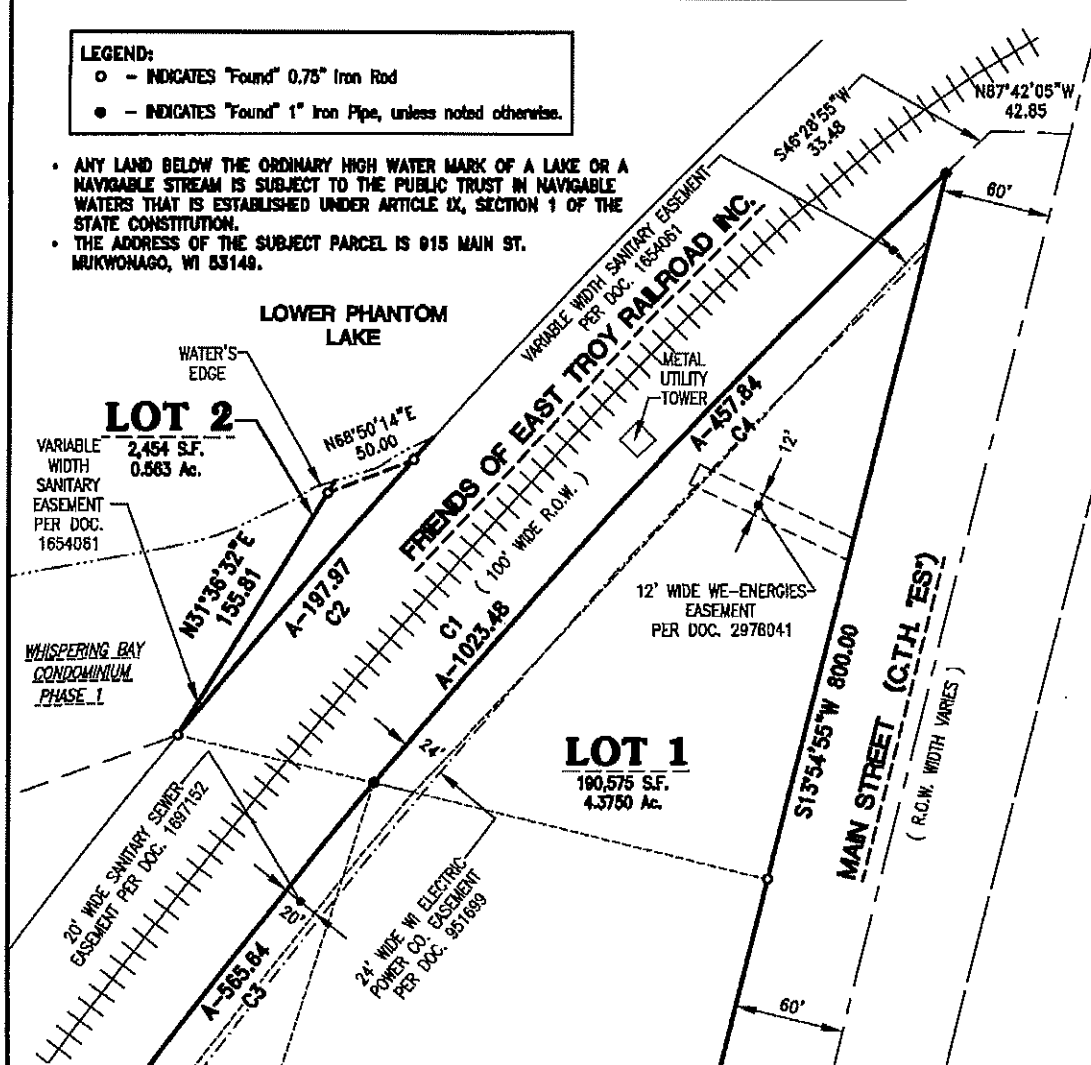 LEGEND:
o - INDICATES "Found" 0.75" Iron Rod
● - INDICATES "Found" 1" Iron Pipe, unless noted otherwise.
• ANY LAND BELOW THE ORDINARY HIGH WATER MARK OF A LAKE OR A
NAVIGABLE STREAM IS SUBJECT TO THE PUBLIC TRUST IN NAVIGABLE
WATERS THAT IS ESTABLISHED UNDER ARTICLE IX, SECTION 1 OF THE
STATE CONSTITUTION.
• THE ADDRESS OF THE SUBJECT PARCEL IS 915 MAIN ST.
MUKWONAGO, WI 53149.
S46°28'55"W
33.48
N87°42'05"W
42.85
60'
LOWER PHANTOM
LAKE
WATER'S
EDGE
LOT 2
2,454 S.F.
0.563 Ac.
N68°50'14"E
50.00
VARIABLE
WIDTH
SANITARY
EASEMENT
PER DOC.
1654061
N31°36'32"E
155.81
A-197.97
C2
WHISPERING BAY
CONDOMINIUM
PHASE 1
VARIABLE WIDTH SANITARY EASEMENT
PER DOC. 1654061
FRIENDS OF EAST TROY RAILROAD INC.
( 100' WIDE R.O.W. )
METAL
UTILITY
TOWER
A-457.84
C4
12'
12' WIDE WE-ENERGIES
EASEMENT
PER DOC. 2976041
C1
A-1023.48
24'
LOT 1
190,575 S.F.
4.3750 Ac.
S13°54'55"W 800.00
MAIN STREET (C.T.H. "ES")
( R.O.W. WIDTH VARIES )
20' WIDE SANITARY SEWER
EASEMENT PER DOC. 1697152
20'
24' WIDE WI ELECTRIC
POWER CO. EASEMENT
PER DOC. 951699
A-565.64
C3
60'